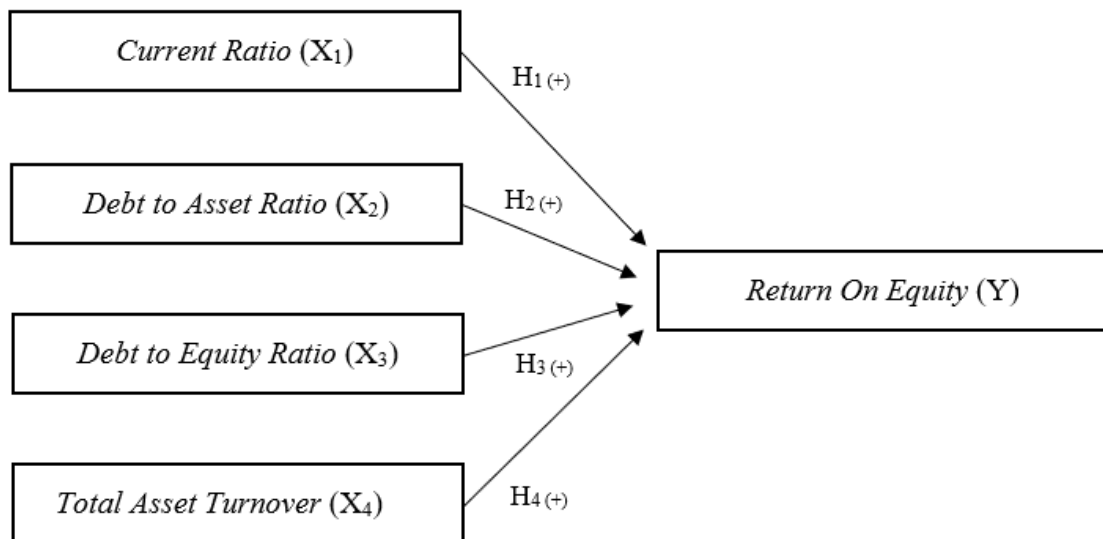 Current Ratio (X₁)
H₁ (+)
Debt to Asset Ratio (X₂)
H₂ (+)
Return On Equity (Y)
Debt to Equity Ratio (X₃)
H₃ (+)
Total Asset Turnover (X₄)
H₄ (+)